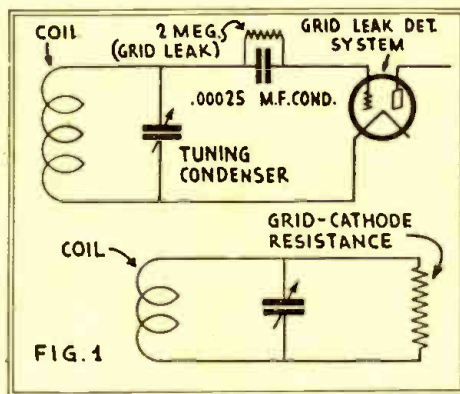 COIL
2 MEG.
(GRID LEAK)
GRID LEAK DET.
SYSTEM
.00025 M.F. COND.
TUNING
CONDENSER
GRID-CATHODE
RESISTANCE
COIL
FIG. 1